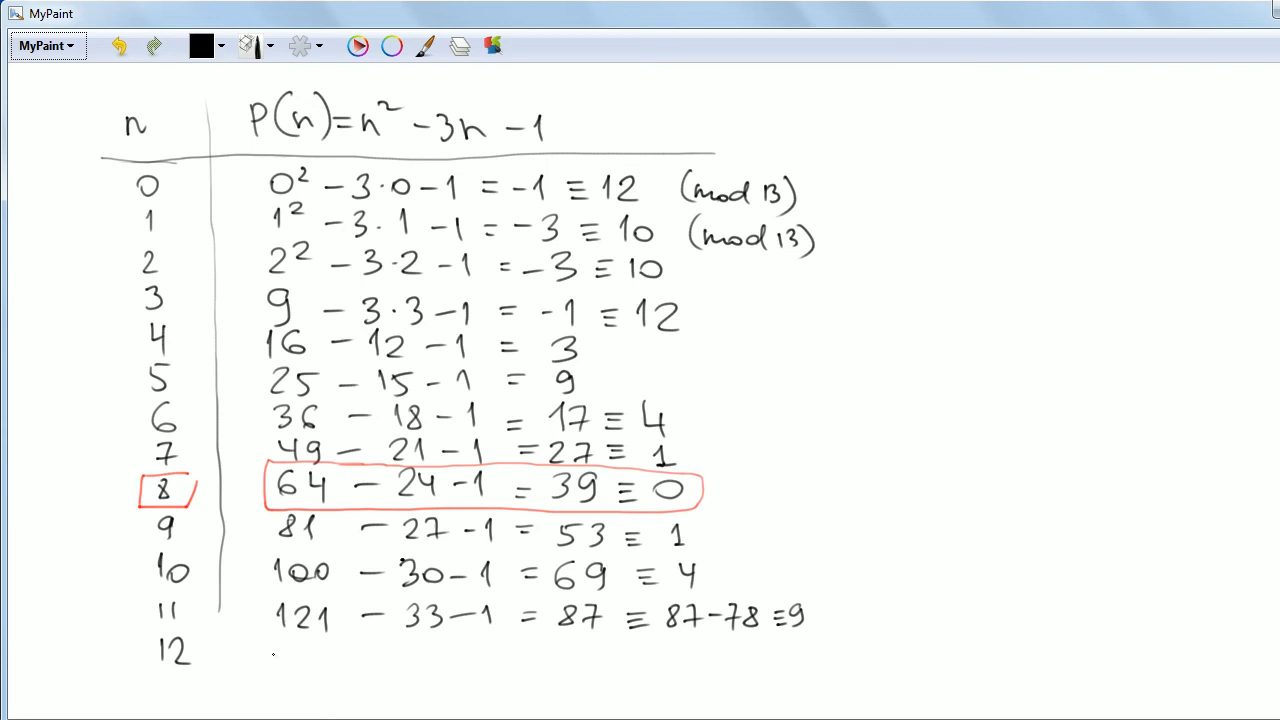 MyPaint
MyPaint
n P(n)=n² -3n -1
0 0² - 3·0 -1 = -1 ≡ 12 (mod 13)
1 1² - 3·1 -1 = -3 ≡ 10 (mod 13)
2 2² - 3·2 -1 = -3 ≡ 10
3 9 - 3·3 -1 = -1 ≡ 12
4 16 - 12 -1 = 3
5 25 - 15 -1 = 9
6 36 - 18 -1 = 17 ≡ 4
7 49 - 21 -1 = 27 ≡ 1
8 64 - 24 -1 = 39 ≡ 0
9 81 - 27 -1 = 53 ≡ 1
10 100 - 30 -1 = 69 ≡ 4
11 121 - 33 -1 = 87 ≡ 87-78 ≡9
12